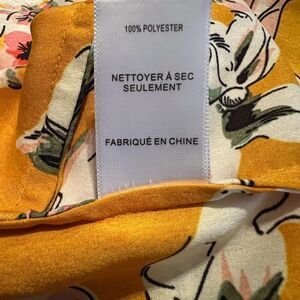 100% POLYESTER
NETTOYER À SEC
SEULEMENT
FABRIQUÉ EN CHINE